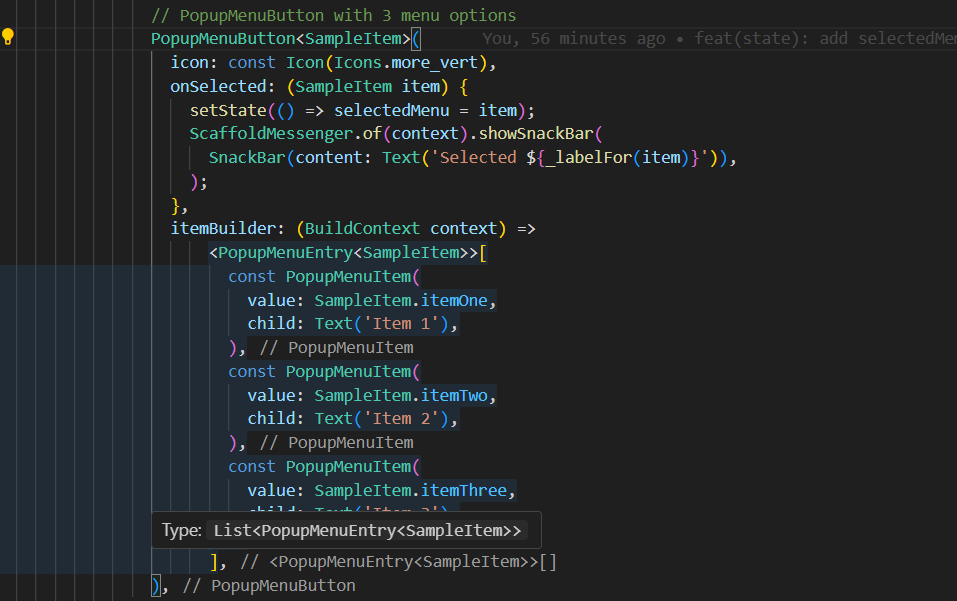 // PopupMenuButton with 3 menu options
PopupMenuButton<SampleItem>( You, 56 minutes ago • feat(state): add selectedMe
icon: const Icon(Icons.more_vert),
onSelected: (SampleItem item) {
setState(() => selectedMenu = item);
ScaffoldMessenger.of(context).showSnackBar(
SnackBar(content: Text('Selected ${_labelFor(item)}')),
);
},
itemBuilder: (BuildContext context) =>
<PopupMenuEntry<SampleItem>>[
const PopupMenuItem(
value: SampleItem.itemOne,
child: Text('Item 1'),
), // PopupMenuItem
const PopupMenuItem(
value: SampleItem.itemTwo,
child: Text('Item 2'),
), // PopupMenuItem
const PopupMenuItem(
value: SampleItem.itemThree,
Type: List<PopupMenuEntry<SampleItem>>
], // <PopupMenuEntry<SampleItem>>[]
), // PopupMenuButton